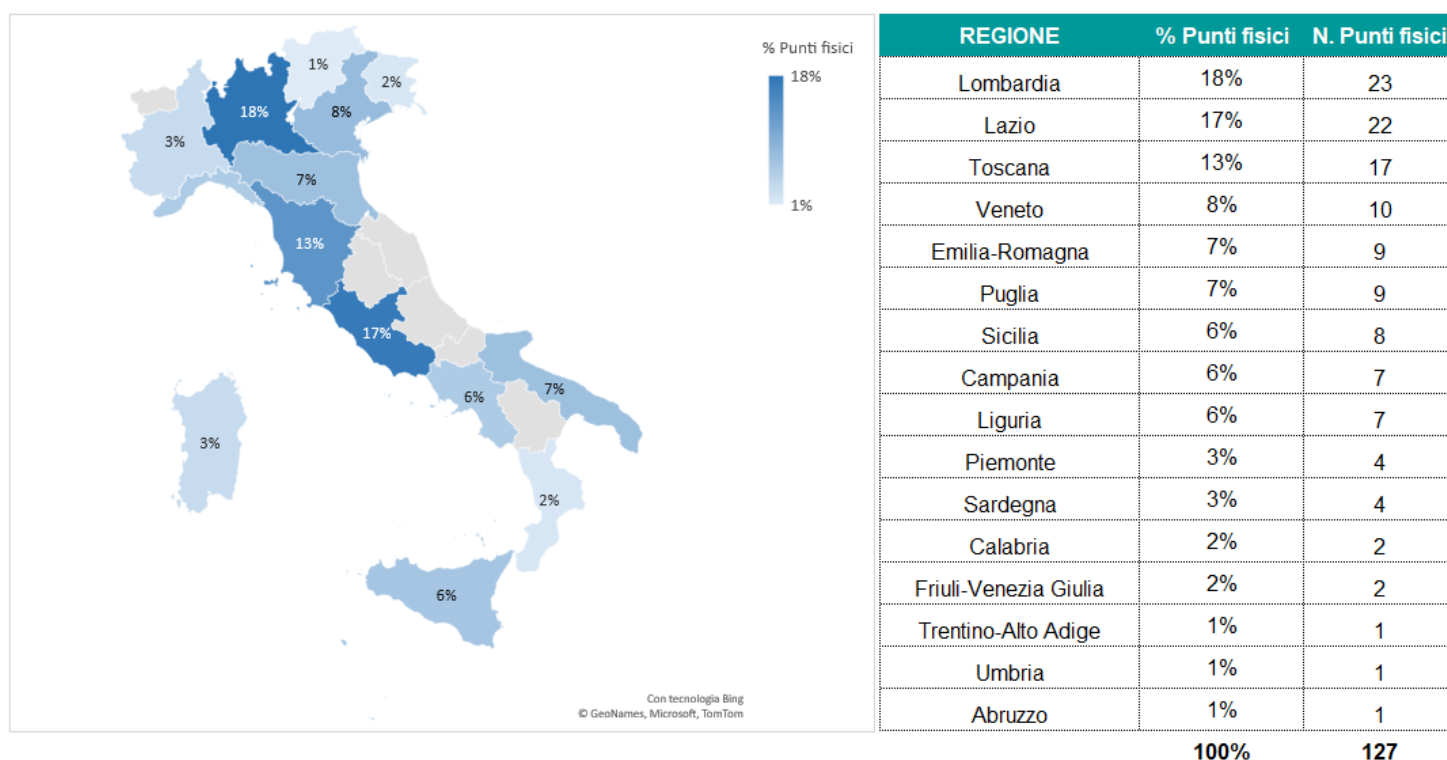 % Punti fisici
18%
1%
1%
2%
18%
8%
3%
7%
13%
17%
7%
6%
3%
2%
6%
Con tecnologia Bing
© GeoNames, Microsoft, TomTom
REGIONE % Punti fisici N. Punti fisici
Lombardia 18% 23
Lazio 17% 22
Toscana 13% 17
Veneto 8% 10
Emilia-Romagna 7% 9
Puglia 7% 9
Sicilia 6% 8
Campania 6% 7
Liguria 6% 7
Piemonte 3% 4
Sardegna 3% 4
Calabria 2% 2
Friuli-Venezia Giulia 2% 2
Trentino-Alto Adige 1% 1
Umbria 1% 1
Abruzzo 1% 1
100% 127